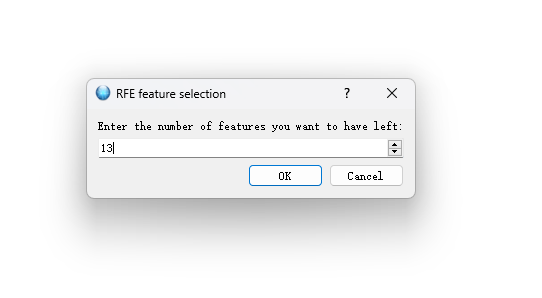 RFE feature selection
?
Enter the number of features you want to have left:
13
OK
Cancel